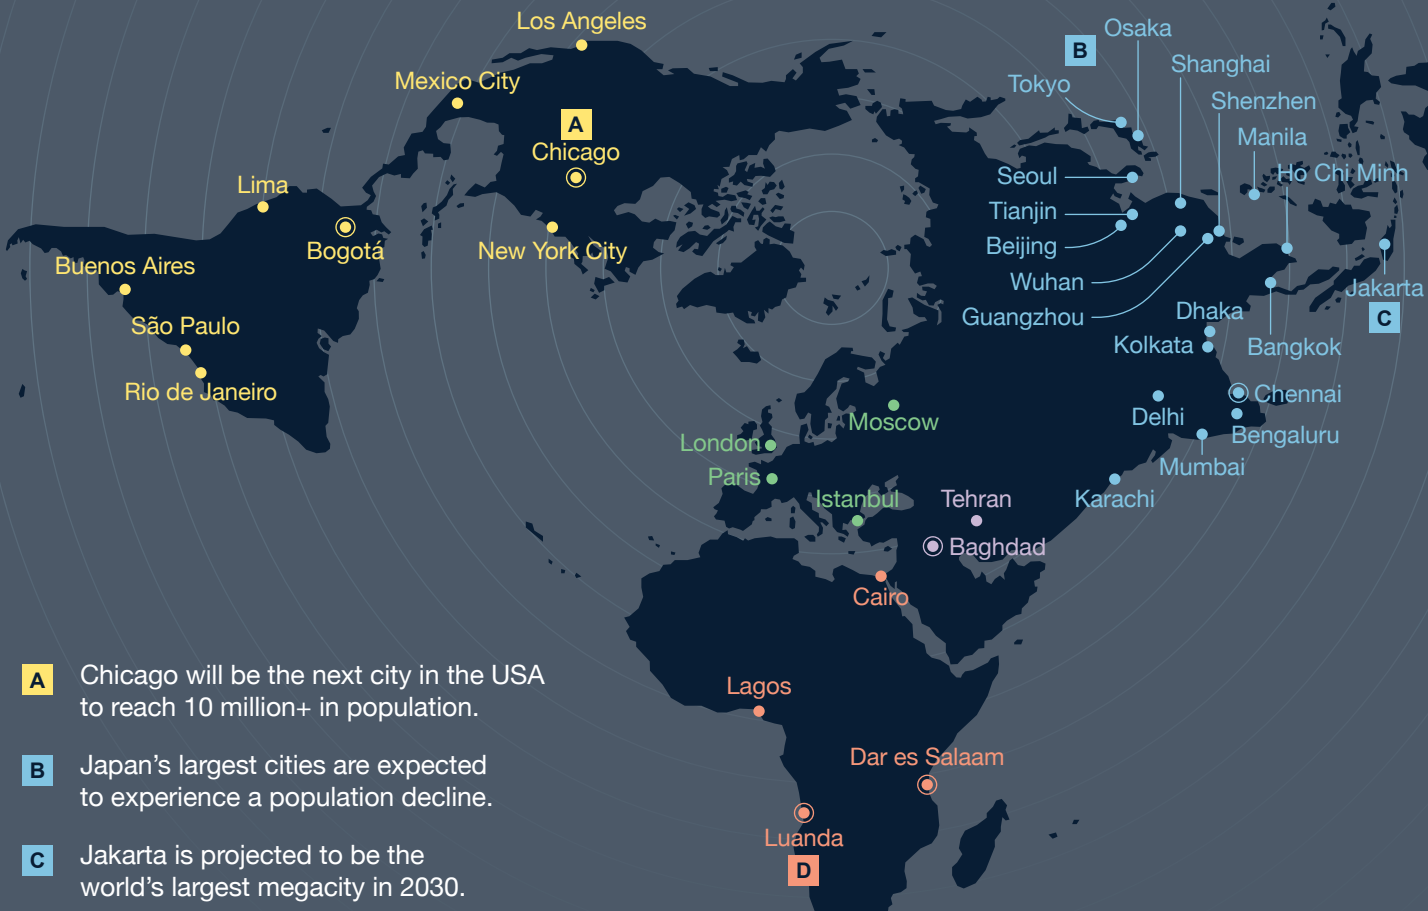 Los Angeles
Osaka
B
Shanghai
Mexico City
Tokyo
Shenzhen
A
Manila
Chicago
Ho Chi Minh
Seoul
Lima
Tianjin
Bogotá
New York City
Beijing
Buenos Aires
Wuhan
Jakarta
C
São Paulo
Guangzhou
Dhaka
Kolkata
Bangkok
Rio de Janeiro
Chennai
Moscow
Delhi
London
Bengaluru
Paris
Mumbai
Istanbul
Tehran
Karachi
Baghdad
Cairo
A
Chicago will be the next city in the USA
to reach 10 million+ in population.
Lagos
B
Japan’s largest cities are expected
to experience a population decline.
Dar es Salaam
Luanda
D
C
Jakarta is projected to be the
world’s largest megacity in 2030.